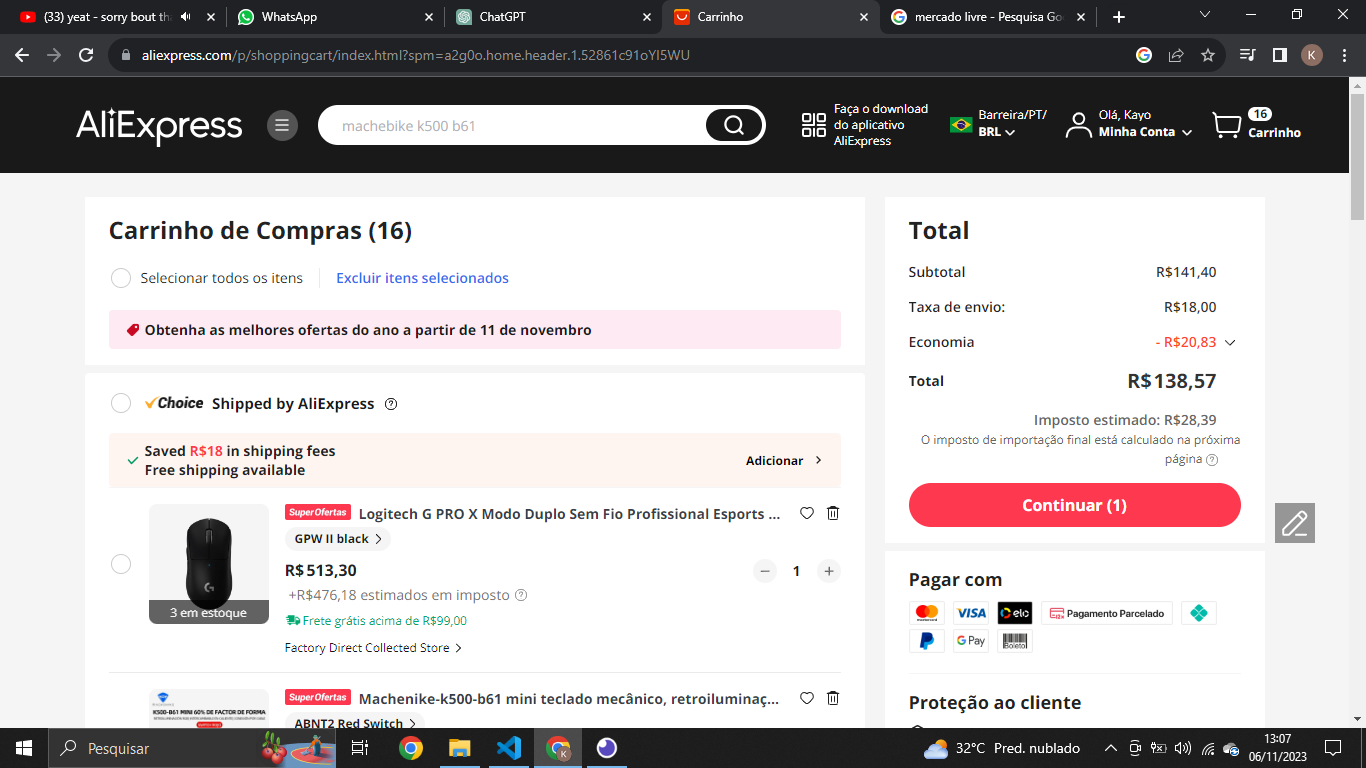 (33) yeat - sorry bout tha
WhatsApp
ChatGPT
Carrinho
mercado livre - Pesquisa Go
aliexpress.com/p/shoppingcart/index.html?spm=a2g0o.home.header.1.52861c91oYI5WU
K
AliExpress
machebike k500 b61
Faça o download
do aplicativo
AliExpress
Barreira/PT/
BRL
Olá, Kayo
Minha Conta
16
Carrinho
Carrinho de Compras (16)
Selecionar todos os itens
Excluir itens selecionados
Obtenha as melhores ofertas do ano a partir de 11 de novembro
Choice Shipped by AliExpress
Saved R$18 in shipping fees
Free shipping available
Adicionar
SuperOfertas Logitech G PRO X Modo Duplo Sem Fio Profissional Esports ...
GPW II black
R$513,30
1
+R$476,18 estimados em imposto
3 em estoque
Frete grátis acima de R$99,00
Factory Direct Collected Store
SuperOfertas Machenike-k500-b61 mini teclado mecânico, retroiluminaç...
K500-B61 MINI 60% DE FACTOR DE FORMA
ABNT2 Red Switch
Total
Subtotal R$141,40
Taxa de envio: R$18,00
Economia - R$20,83
Total R$138,57
Imposto estimado: R$28,39
O imposto de importação final está calculado na próxima
página
Continuar (1)
Pagar com
mastercard VISA elo 12x Pagamento Parcelado
G Pay Boleto
Proteção ao cliente
Pesquisar
K
32°C Pred. nublado
13:07
06/11/2023